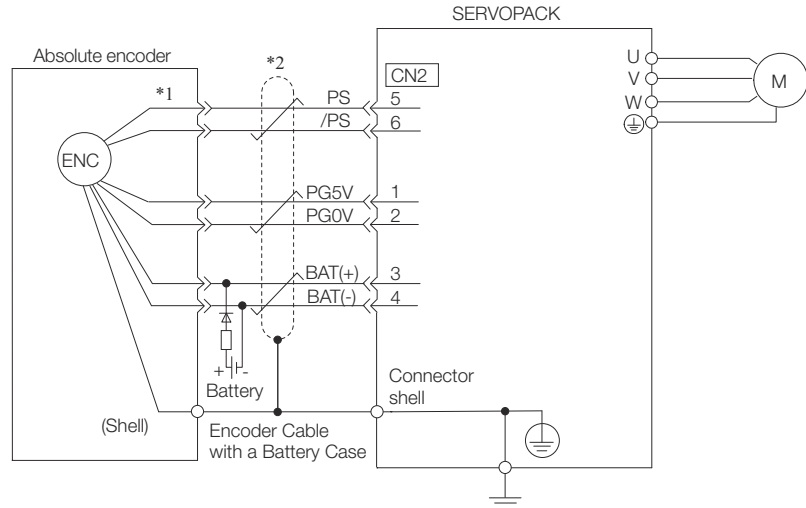 SERVOPACK
Absolute encoder
*1
*2
CN2
U
V
W
M
ENC
PS
5
/PS
6
PG5V
1
PG0V
2
BAT(+)
3
BAT(-)
4
+
-
Battery
Connector
shell
(Shell)
Encoder Cable
with a Battery Case